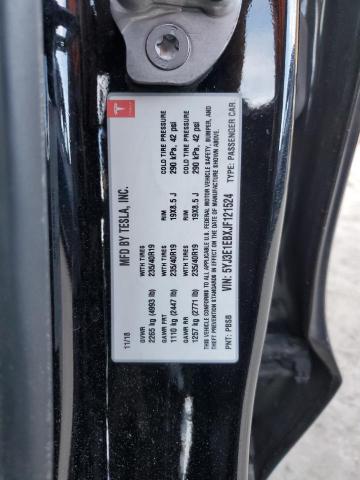 MFD BY TESLA, INC.
11/18
GVWR WITH TIRES RIM COLD TIRE PRESSURE
2265 kg (4993 lb) 235/40R19 19X8.5 J 290 kPa, 42 psi
GAWR FRT WITH TIRES RIM COLD TIRE PRESSURE
1110 kg (2447 lb) 235/40R19 19X8.5 J 290 kPa, 42 psi
GAWR RR
1257 kg (2771 lb) 235/40R19 19X8.5 J
THIS VEHICLE CONFORMS TO ALL APPLICABLE U.S. FEDERAL MOTOR VEHICLE SAFETY, BUMPER, AND
THEFT PREVENTION STANDARDS IN EFFECT ON THE DATE OF MANUFACTURE SHOWN ABOVE.
VIN: 5YJ3E1EBXJF121524
PNT: PBSB TYPE: PASSENGER CAR